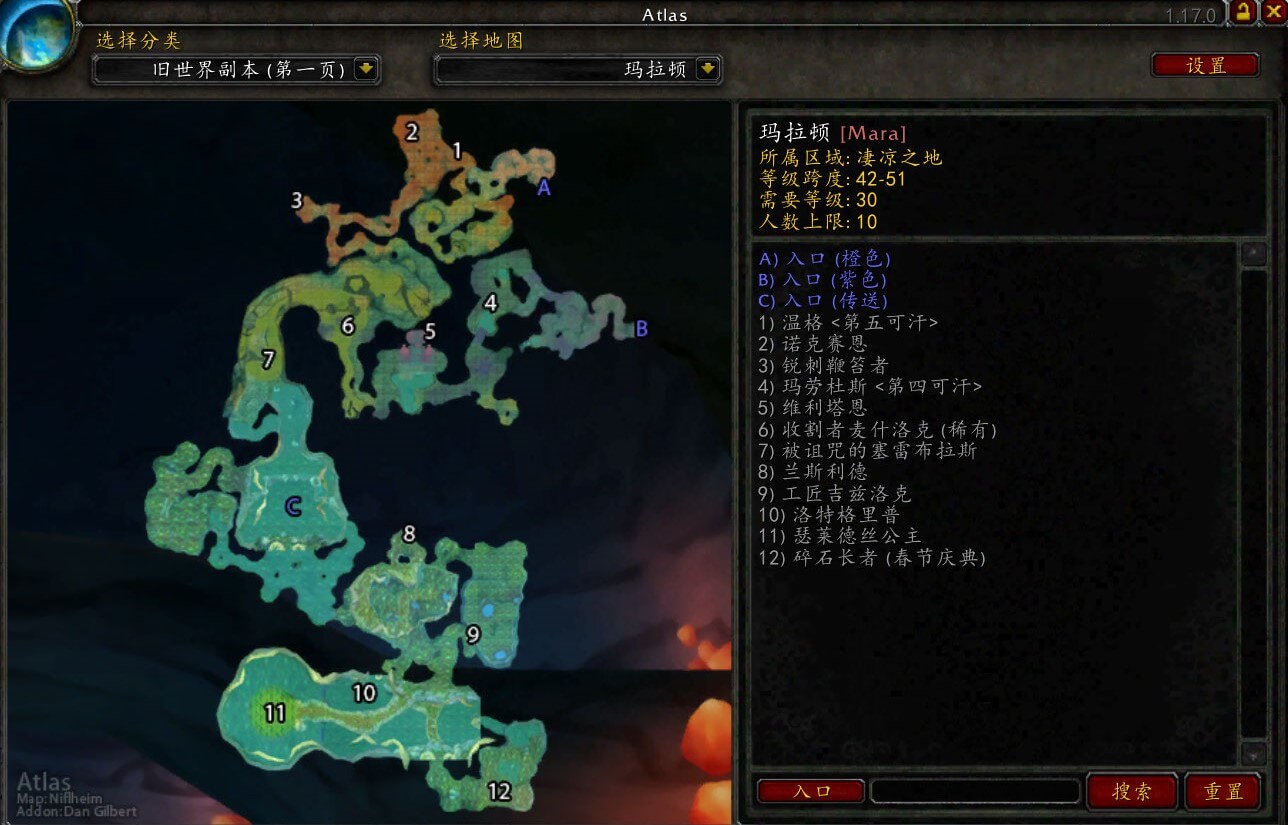 Atlas
1.17.0
选择分类
选择地图
旧世界副本 (第一页)
玛拉顿
设置
2
1
A
3
4
B
5
6
7
C
8
9
10
11
12
Atlas
Map:Niflheim
Addon:Dan Gilbert
玛拉顿 [Mara]
所属区域: 凄凉之地
等级跨度: 42-51
需要等级: 30
人数上限: 10
A) 入口 (橙色)
B) 入口 (紫色)
C) 入口 (传送)
1) 温格 <第五可汗>
2) 诺克赛恩
3) 锐刺鞭笞者
4) 玛劳杜斯 <第四可汗>
5) 维利塔恩
6) 收割者麦什洛克 (稀有)
7) 被诅咒的塞雷布拉斯
8) 兰斯利德
9) 工匠吉兹洛克
10) 洛特格里普
11) 瑟莱德丝公主
12) 碎石长者 (春节庆典)
入口
搜索
重置